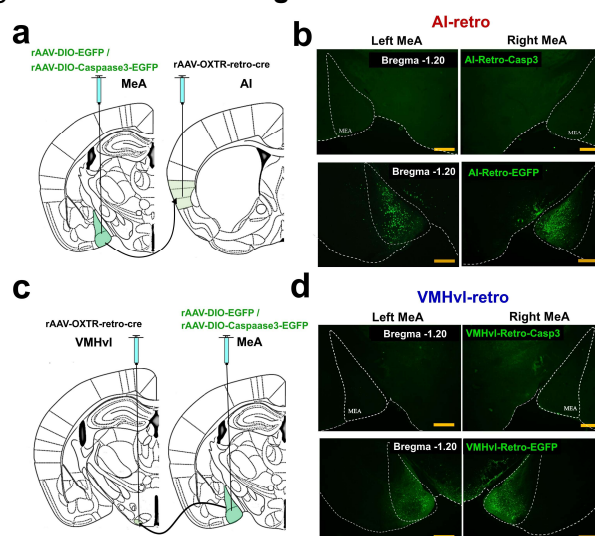 a
rAAV-DIO-EGFP /
rAAV-DIO-Caspaase3-EGFP
MeA
rAAV-OXTR-retro-cre
AI
b
AI-retro
Left MeA
Right MeA
Bregma -1.20
AI-Retro-Casp3
MEA
MEA
Bregma -1.20
AI-Retro-EGFP
c
rAAV-OXTR-retro-cre
VMHvl
rAAV-DIO-EGFP /
rAAV-DIO-Caspaase3-EGFP
MeA
d
VMHvl-retro
Left MeA
Right MeA
Bregma -1.20
VMHvl-Retro-Casp3
MEA
MEA
Bregma -1.20
VMHvl-Retro-EGFP